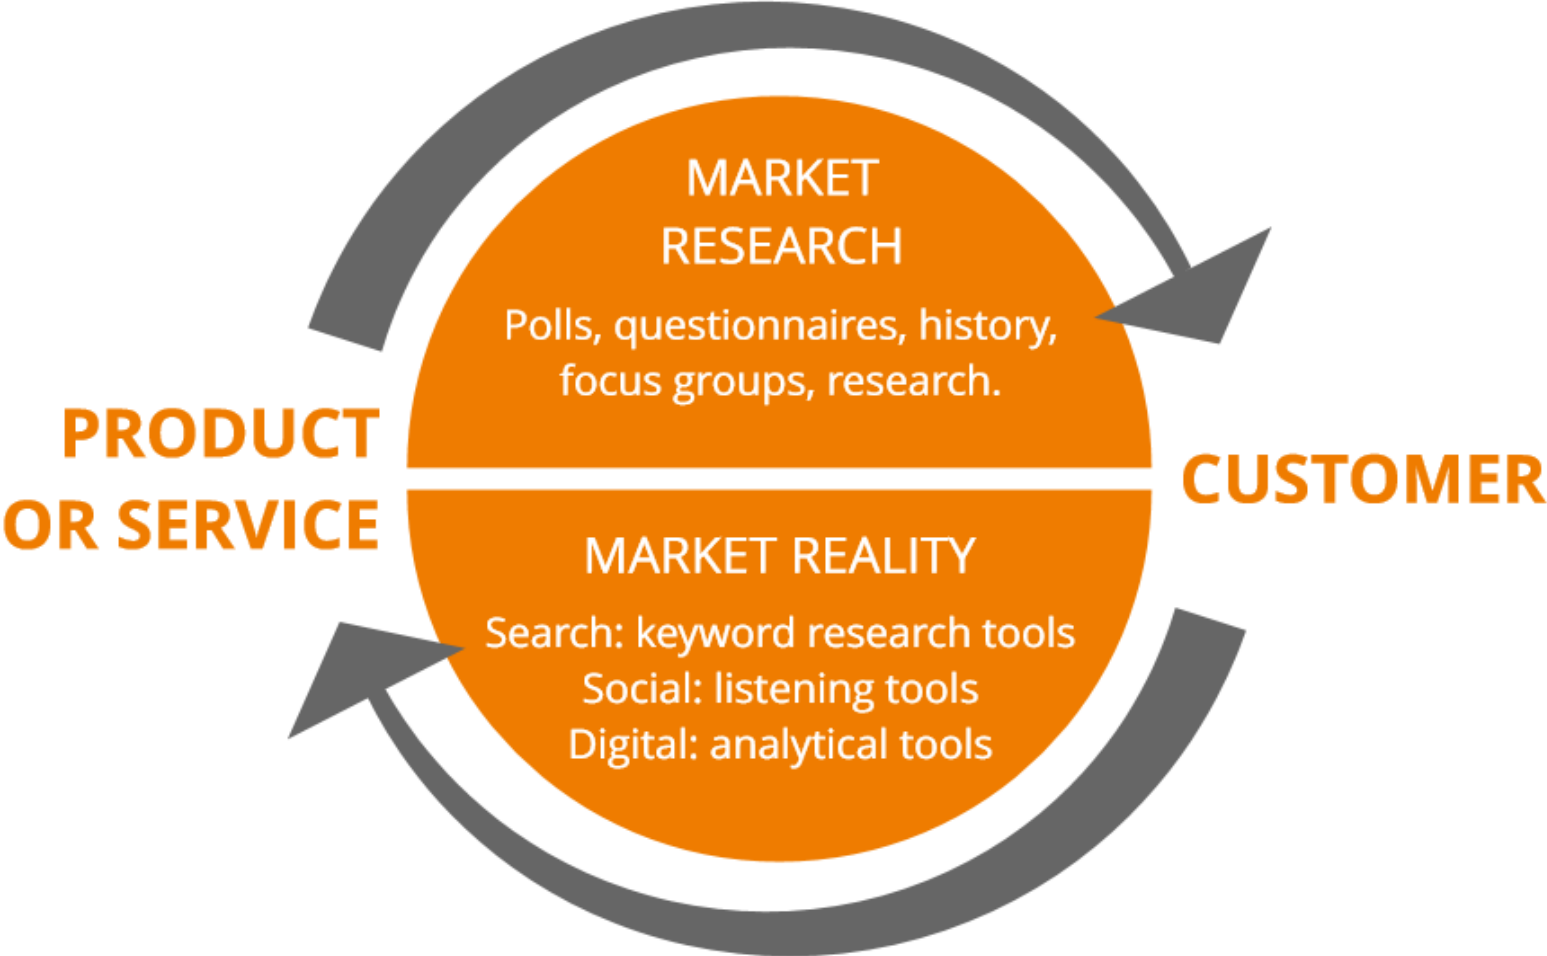 MARKET
RESEARCH
Polls, questionnaires, history,
focus groups, research.
PRODUCT
OR SERVICE
CUSTOMER
MARKET REALITY
Search: keyword research tools
Social: listening tools
Digital: analytical tools